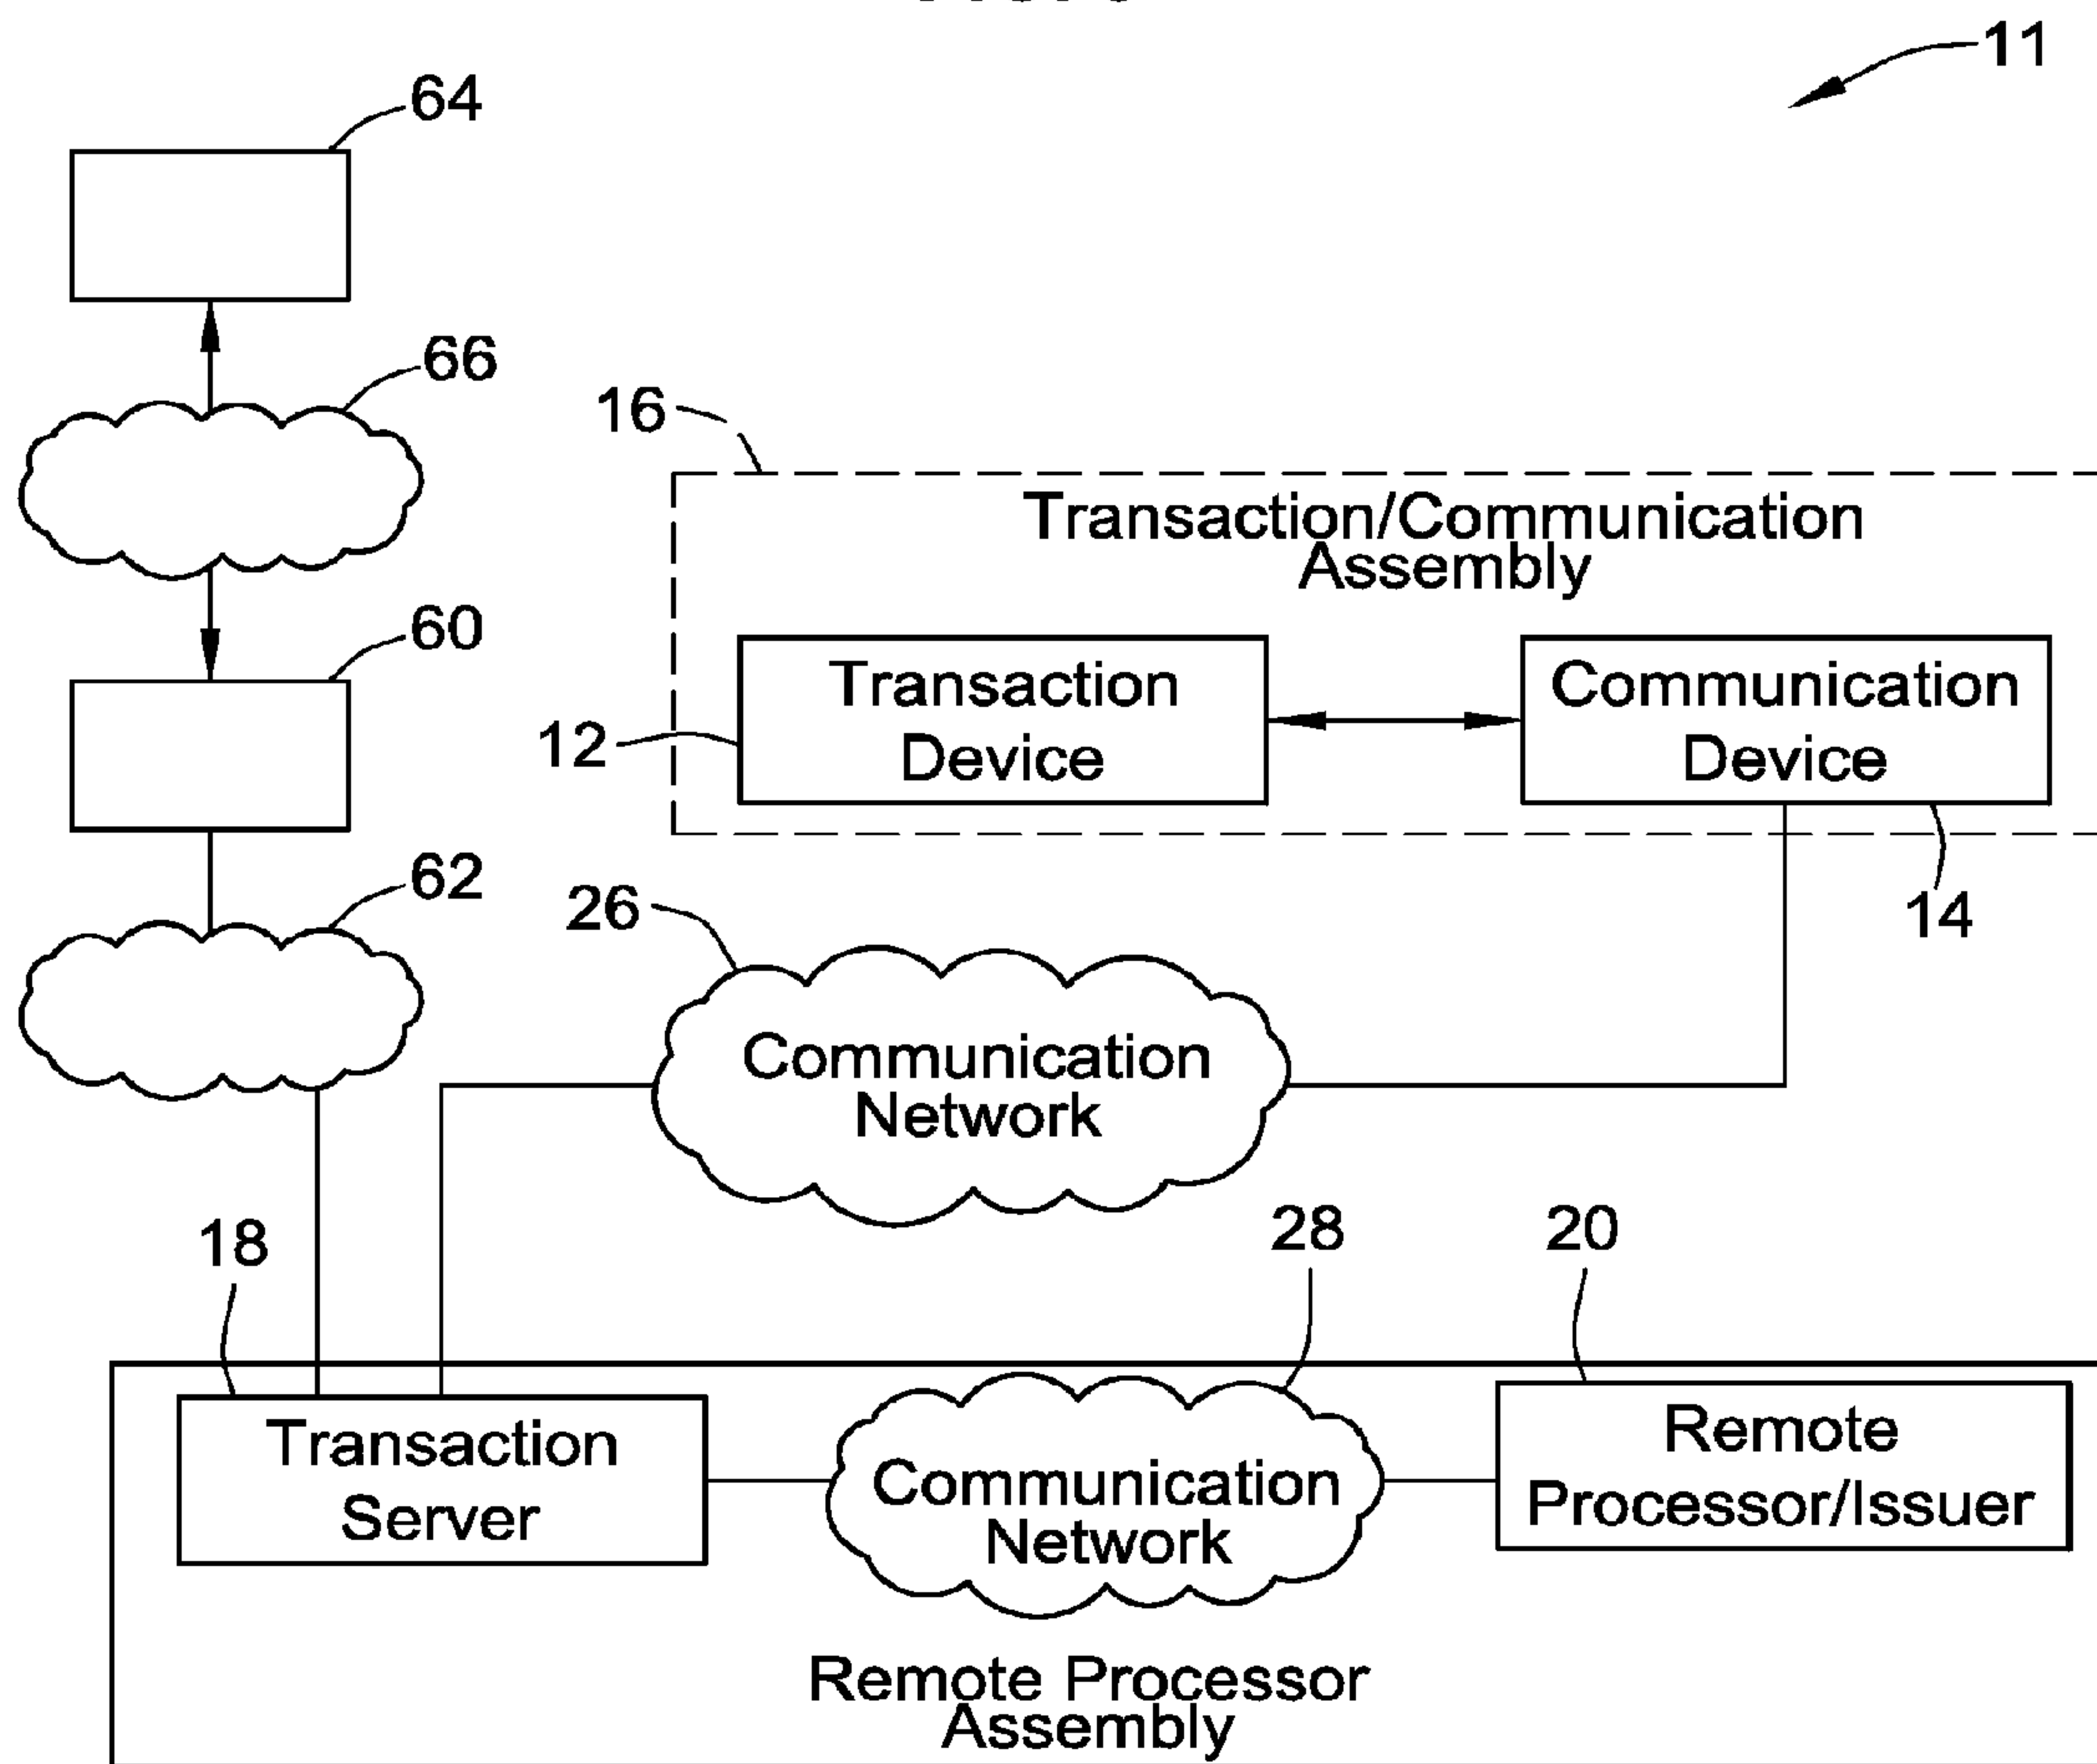 11
64
66
16
Transaction/Communication
Assembly
60
Transaction
Device
Communication
Device
12
62
26
14
Communication
Network
18
28
20
Transaction
Server
Communication
Network
Remote
Processor/Issuer
Remote Processor
Assembly